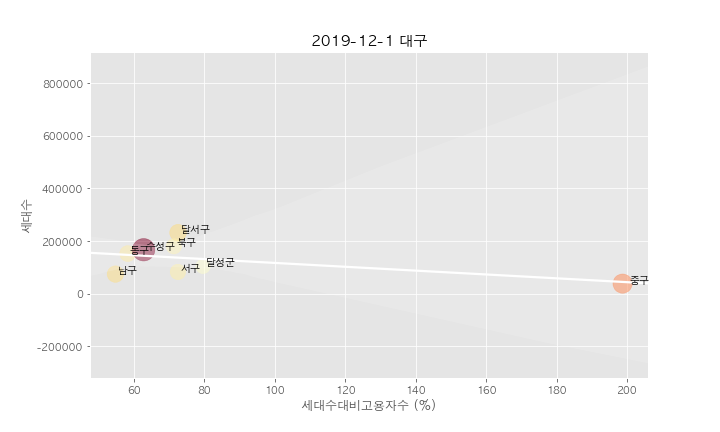 2019-12-1 대구
800000
600000
400000
200000
0
-200000
세대수
달서구
북구
수성구
동구
달성군
서구
남구
중구
60 80 100 120 140 160 180 200
세대수대비고용자수 (%)